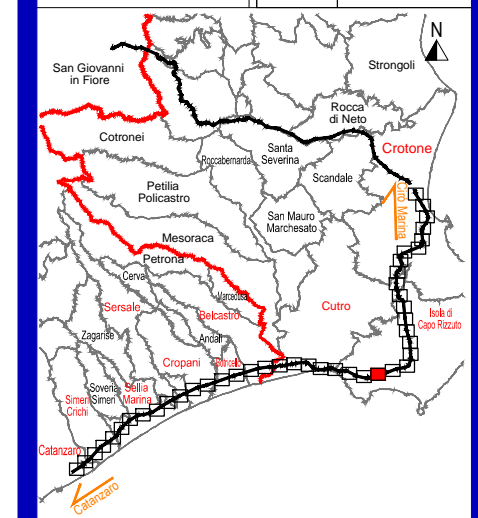 N
Strongoli
San Giovanni
in Fiore
Rocca
di Neto
Cotronei
Crotone
Santa
Severina
Roccabernarda
Scandale
Petilia
Policastro
Cirò Marina
San Mauro
Marchesato
Mesoraca
Petrona
Cerva
Marcedusa
Sersale
Belcastro
Cutro
Isola di
Capo Rizzuto
Andali
Zagarise
Cropani
Botricello
Soveria
Simeri
Sellia
Marina
Simeri
Crichi
Catanzaro
Catanzaro